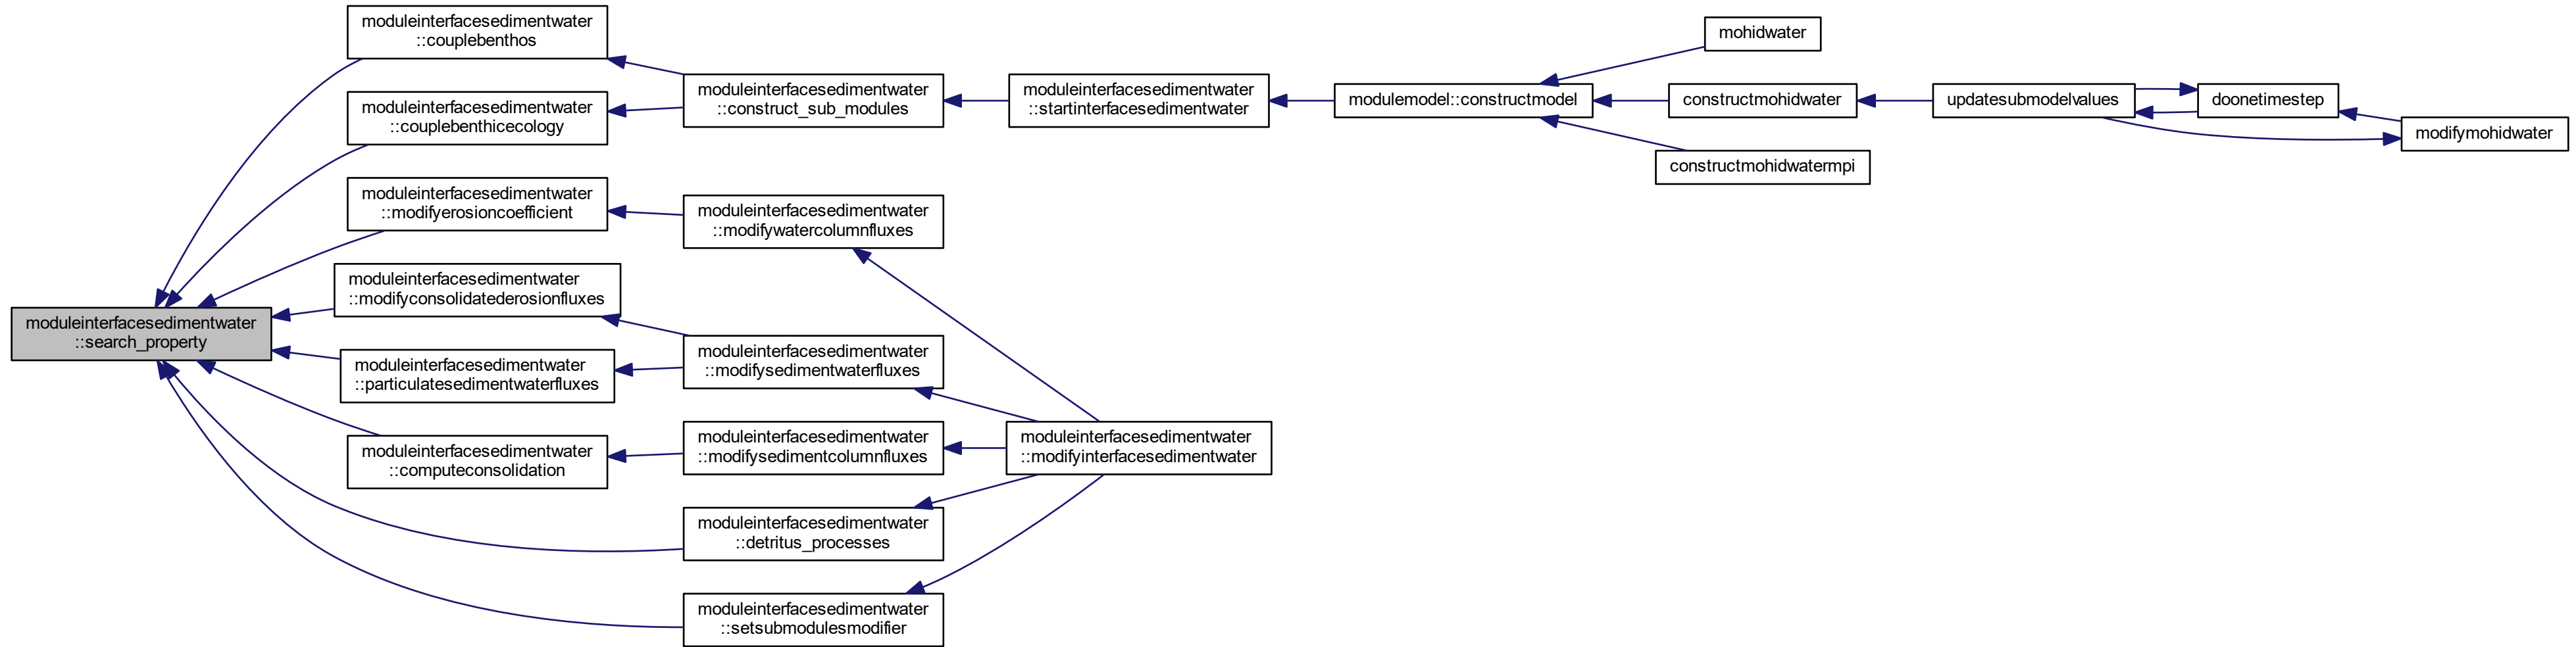 moduleinterfacesedimentwater
::search_property
moduleinterfacesedimentwater
::couplebenthos
moduleinterfacesedimentwater
::couplebenthicecology
moduleinterfacesedimentwater
::modifyerosioncoefficient
moduleinterfacesedimentwater
::modifyconsolidatederosionfluxes
moduleinterfacesedimentwater
::particulatesedimentwaterfluxes
moduleinterfacesedimentwater
::computeconsolidation
moduleinterfacesedimentwater
::construct_sub_modules
moduleinterfacesedimentwater
::modifywatercolumnfluxes
moduleinterfacesedimentwater
::modifysedimentwaterfluxes
moduleinterfacesedimentwater
::modifysedimentcolumnfluxes
moduleinterfacesedimentwater
::detritus_processes
moduleinterfacesedimentwater
::setsubmodulesmodifier
moduleinterfacesedimentwater
::startinterfacesedimentwater
moduleinterfacesedimentwater
::modifyinterfacesedimentwater
modulemodel::constructmodel
mohidwater
constructmohidwater
constructmohidwatermpi
updatesubmodelvalues
doonetimestep
modifymohidwater